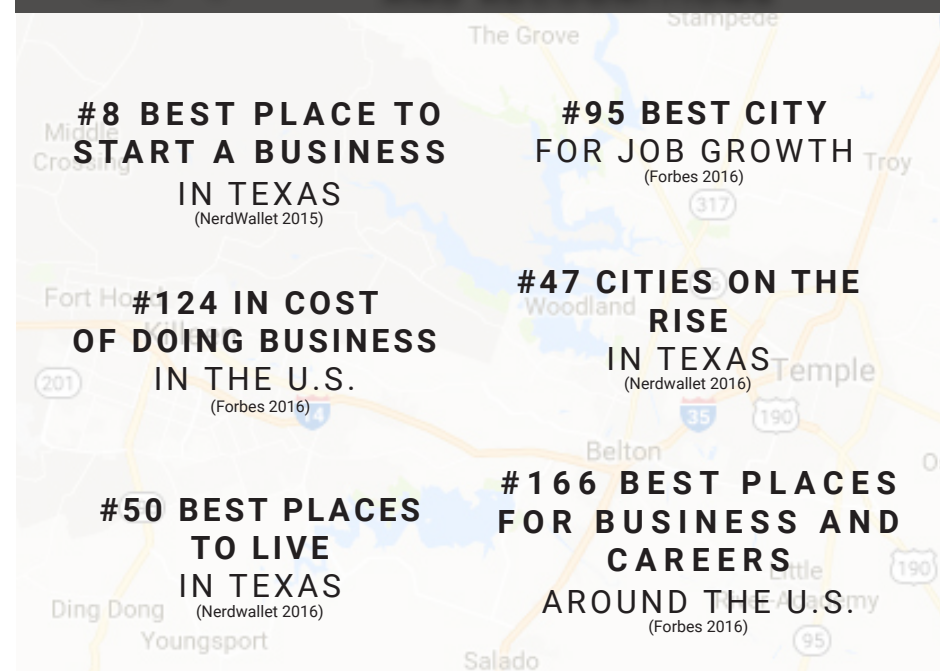 Stampede
The Grove
#8 BEST PLACE TO
START A BUSINESS
IN TEXAS
(NerdWallet 2015)
Middle
Crossing
#95 BEST CITY
FOR JOB GROWTH
(Forbes 2016)
Troy
317
#124 IN COST
OF DOING BUSINESS
IN THE U.S.
(Forbes 2016)
Fort Hood
Killeen
201
14
#47 CITIES ON THE
RISE
IN TEXAS
(Nerdwallet 2016)
Woodland
Temple
35
190
Belton
#50 BEST PLACES
TO LIVE
IN TEXAS
(Nerdwallet 2016)
#166 BEST PLACES
FOR BUSINESS AND
CAREERS
AROUND THE U.S.
(Forbes 2016)
Little
River-Academy
190
95
Ding Dong
Youngsport
Salado